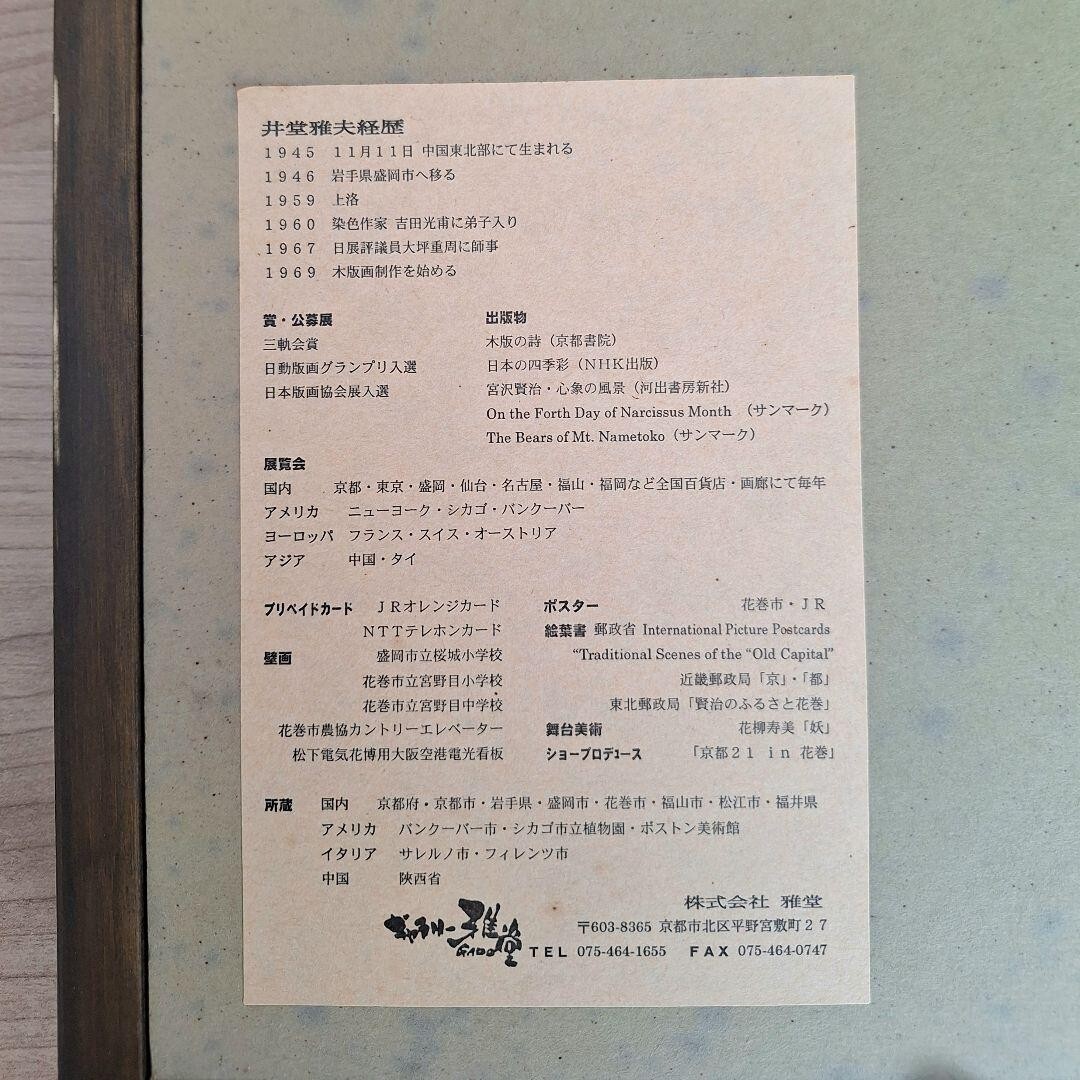 井堂雅夫経歴
1945 11月11日 中国東北部にて生まれる
1946 岩手県盛岡市へ移る
1959 上洛
1960 染色作家 吉田光甫に弟子入り
1967 日展評議員大坪重周に師事
1969 木版画制作を始める
賞・公募展
三軌会賞
日動版画グランプリ入選
日本版画協会展入選
出版物
木版の詩（京都書院）
日本の四季彩（NHK出版）
宮沢賢治・心象の風景（河出書房新社）
On the Forth Day of Narcissus Month （サンマーク）
The Bears of Mt. Nametoko（サンマーク）
展覧会
国内 京都・東京・盛岡・仙台・名古屋・福山・福岡など全国百貨店・画廊にて毎年
アメリカ ニューヨーク・シカゴ・バンクーバー
ヨーロッパ フランス・スイス・オーストリア
アジア 中国・タイ
プリペイドカード JRオレンジカード
NTTテレホンカード
壁画 盛岡市立桜城小学校
花巻市立宮野目小学校
花巻市立宮野目中学校
花巻市農協カントリーエレベーター
松下電気花博用大阪空港電光看板
ポスター 花巻市・JR
絵葉書 郵政省 International Picture Postcards
“Traditional Scenes of the “Old Capital”
近畿郵政局「京」・「都」
東北郵政局「賢治のふるさと花巻」
舞台美術 花柳寿美「妖」
ショープロデュース 「京都21 in 花巻」
所蔵 国内 京都府・京都市・岩手県・盛岡市・花巻市・福山市・松江市・福井県
アメリカ バンクーバー市・シカゴ市立植物園・ボストン美術館
イタリア サレルノ市・フィレンツ市
中国 陝西省
ギャラリー雅堂
GADO
株式会社 雅堂
〒603-8365 京都市北区平野宮敷町27
TEL 075-464-1655 FAX 075-464-0747